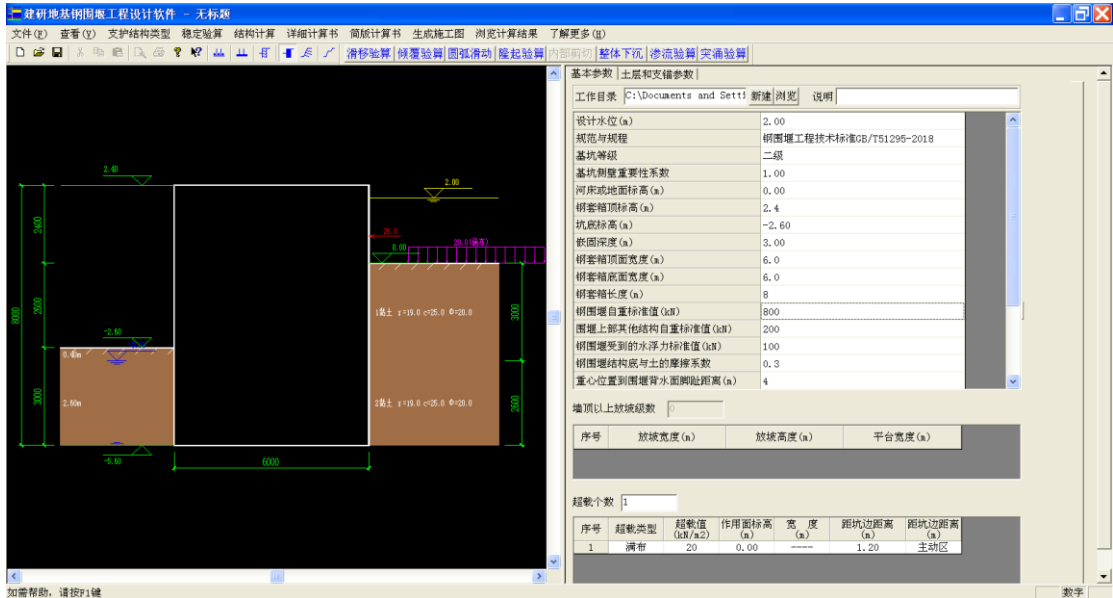 建研地基钢围堰工程设计软件 - 无标题
文件(F) 查看(V) 支护结构类型 稳定验算 结构计算 详细计算书 简版计算书 生成施工图 浏览计算结果 了解更多(H)
滑移验算 倾覆验算 圆弧滑动 隆起验算 内部剪切 整体下沉 渗流验算 突涌验算
基本参数 土层和支锚参数
工作目录 C:\Documents and Setti 新建 浏览 说明
设计水位(m) 2.00
规范与规程 钢围堰工程技术标准GB/T51295-2018
基坑等级 二级
基坑侧壁重要性系数 1.00
河床或地面标高(m) 0.00
钢套箱顶标高(m) 2.4
坑底标高(m) -2.60
嵌固深度(m) 3.00
钢套箱顶面宽度(m) 6.0
钢套箱底面宽度(m) 6.0
钢套箱长度(m) 8
钢围堰自重标准值(kN) 800
围堰上部其他结构自重标准值(kN) 200
钢围堰受到的水浮力标准值(kN) 100
钢围堰结构底与土的摩擦系数 0.3
重心位置到围堰背水面脚趾距离(m) 4
墙顶以上放坡级数 0
序号 放坡宽度(m) 放坡高度(m) 平台宽度(m)
超载个数 1
序号 超载类型 超载值(kN/m2) 作用面标高(m) 宽 度(m) 距坑边距离(m) 距坑边距离(m)
1 满布 20 0.00 ---- 1.20 主动区
2.40
2.00
2400
26.0
20.0(满布)
0.00
8000
2600
1黏土 γ=19.0 c=25.0 Φ=20.0
3000
-2.60
0.40m
3000
2.60m
2黏土 γ=19.0 c=25.0 Φ=20.0
2600
-5.60
6000
如需帮助，请按F1键
数字